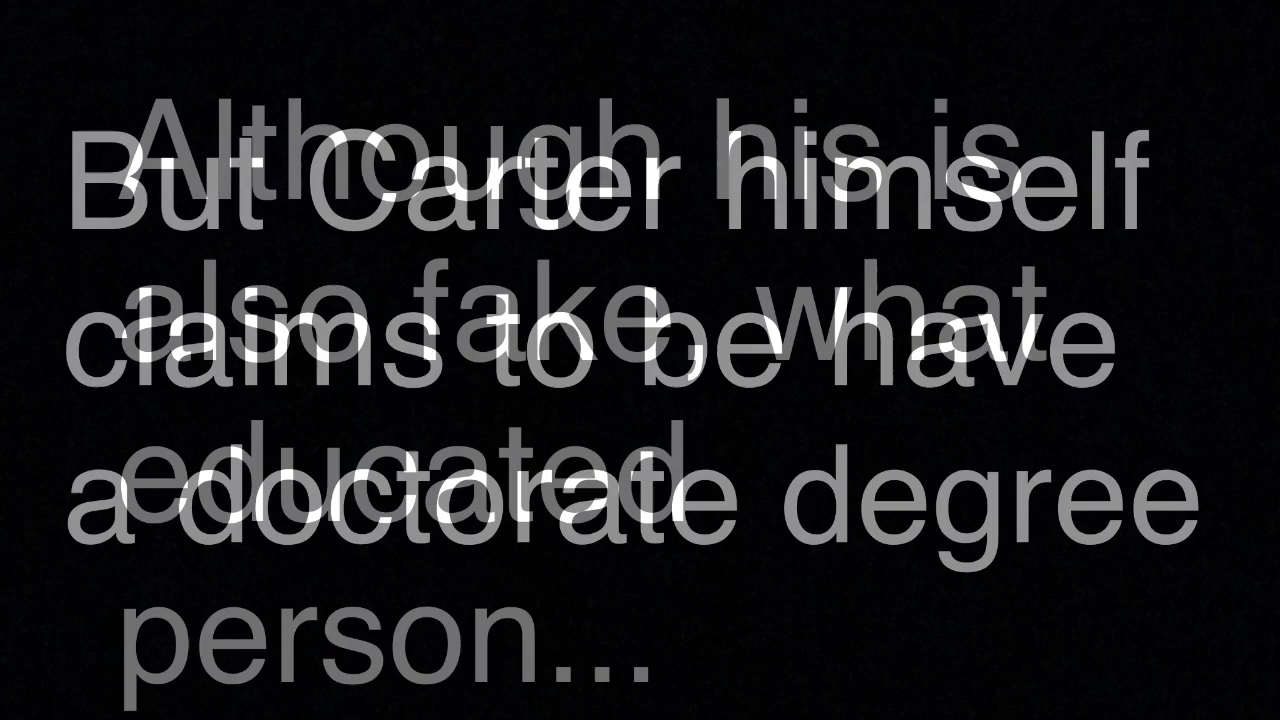 Although his is
also fake, what
educated
person...
But Carter himself
claims to be have
a doctorate degree